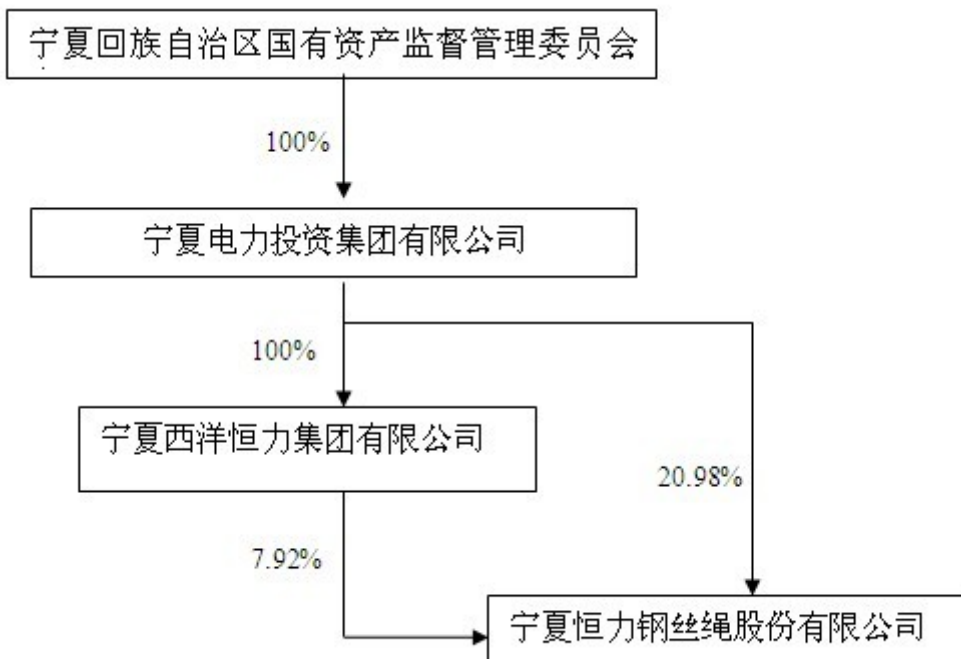 宁夏回族自治区国有资产监督管理委员会
100%
宁夏电力投资集团有限公司
100%
宁夏西洋恒力集团有限公司
20.98%
7.92%
宁夏恒力钢丝绳股份有限公司